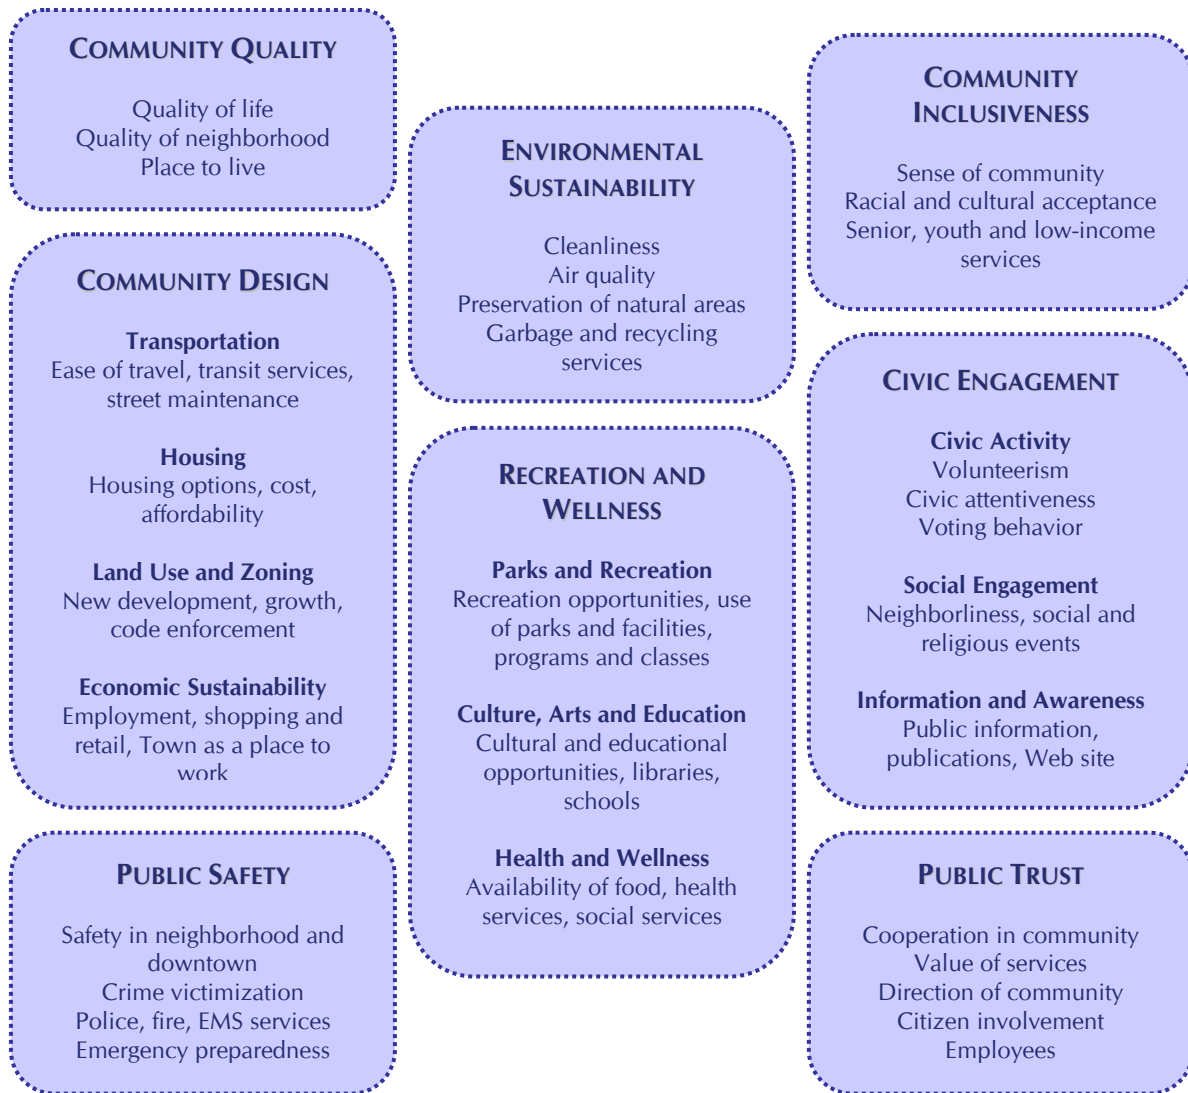 COMMUNITY QUALITY
Quality of life
Quality of neighborhood
Place to live
COMMUNITY DESIGN
Transportation
Ease of travel, transit services,
street maintenance
Housing
Housing options, cost,
affordability
Land Use and Zoning
New development, growth,
code enforcement
Economic Sustainability
Employment, shopping and
retail, Town as a place to
work
PUBLIC SAFETY
Safety in neighborhood and
downtown
Crime victimization
Police, fire, EMS services
Emergency preparedness
ENVIRONMENTAL
SUSTAINABILITY
Cleanliness
Air quality
Preservation of natural areas
Garbage and recycling
services
RECREATION AND
WELLNESS
Parks and Recreation
Recreation opportunities, use
of parks and facilities,
programs and classes
Culture, Arts and Education
Cultural and educational
opportunities, libraries,
schools
Health and Wellness
Availability of food, health
services, social services
COMMUNITY
INCLUSIVENESS
Sense of community
Racial and cultural acceptance
Senior, youth and low-income
services
CIVIC ENGAGEMENT
Civic Activity
Volunteerism
Civic attentiveness
Voting behavior
Social Engagement
Neighborliness, social and
religious events
Information and Awareness
Public information,
publications, Web site
PUBLIC TRUST
Cooperation in community
Value of services
Direction of community
Citizen involvement
Employees